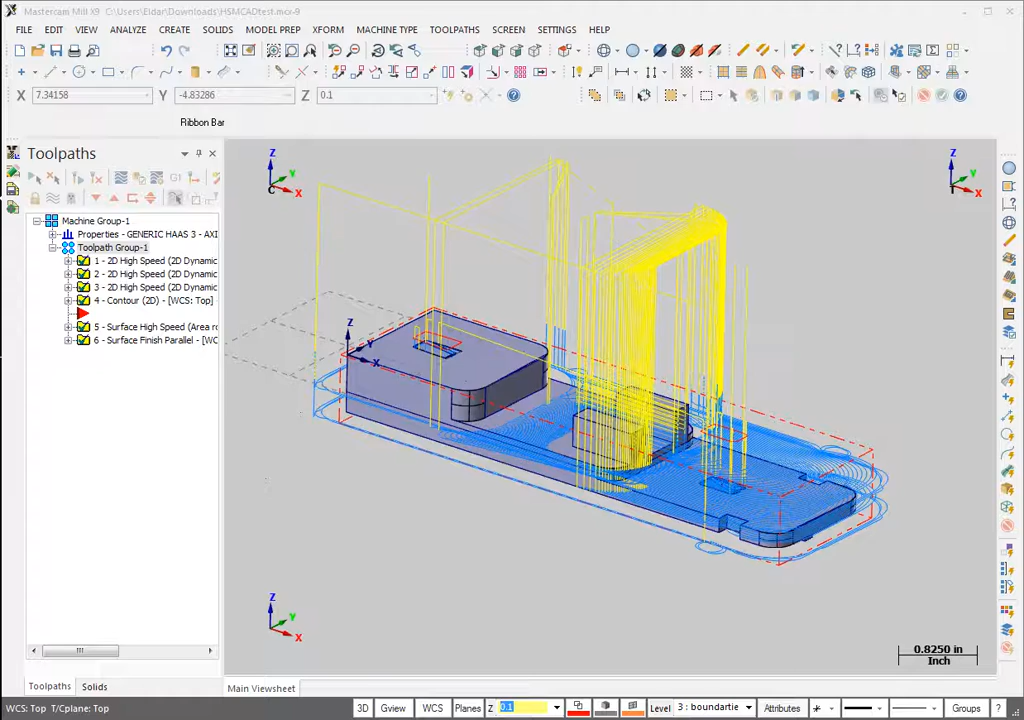 Mastercam Mill X9 C:\Users\Eldar\Downloads\HSMCADtest.mcx-9
FILE EDIT VIEW ANALYZE CREATE SOLIDS MODEL PREP XFORM MACHINE TYPE TOOLPATHS SCREEN SETTINGS HELP
X 7.34158 Y -4.83286 Z 0.1
Ribbon Bar
Toolpaths
G1
Machine Group-1
Properties - GENERIC HAAS 3 - AXI
Toolpath Group-1
1 - 2D High Speed (2D Dynamic
2 - 2D High Speed (2D Dynamic
3 - 2D High Speed (2D Dynamic
4 - Contour (2D) - [WCS: Top]
5 - Surface High Speed (Area ro
6 - Surface Finish Parallel - [WC
Z
Y
X
Z
Y
X
Z
Y
X
Z
Y
X
0.8250 in
Inch
Toolpaths Solids
Main Viewsheet
WCS: Top T/Cplane: Top 3D Gview WCS Planes Z 0.1 Level 3 : boundartie Attributes Groups ?